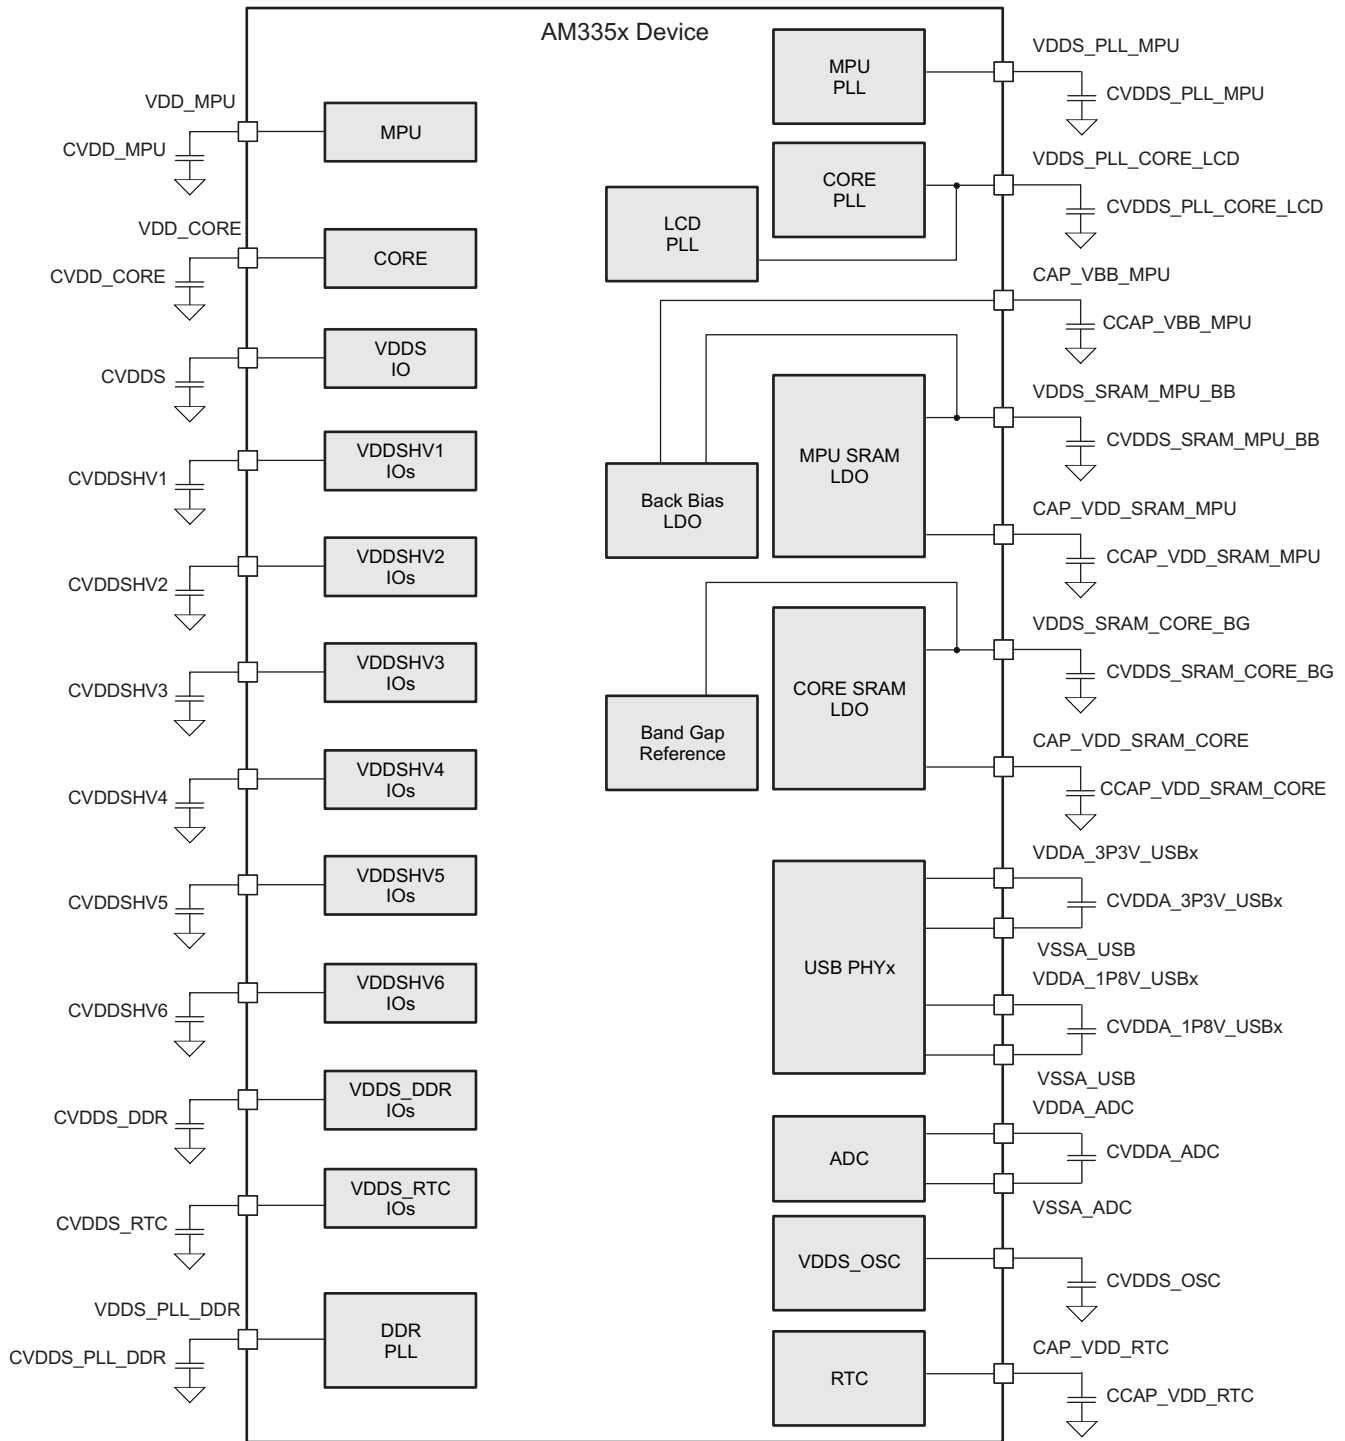 AM335x Device
VDD_MPU
CVDD_MPU
MPU
VDD_CORE
CVDD_CORE
CORE
CVDDS
VDDS
IO
CVDDSHV1
VDDSHV1
IOs
CVDDSHV2
VDDSHV2
IOs
CVDDSHV3
VDDSHV3
IOs
CVDDSHV4
VDDSHV4
IOs
CVDDSHV5
VDDSHV5
IOs
CVDDSHV6
VDDSHV6
IOs
CVDDS_DDR
VDDS_DDR
IOs
CVDDS_RTC
VDDS_RTC
IOs
VDDS_PLL_DDR
CVDDS_PLL_DDR
DDR
PLL
MPU
PLL
VDDS_PLL_MPU
CVDDS_PLL_MPU
CORE
PLL
LCD
PLL
VDDS_PLL_CORE_LCD
CVDDS_PLL_CORE_LCD
CAP_VBB_MPU
CCAP_VBB_MPU
Back Bias
LDO
MPU SRAM
LDO
VDDS_SRAM_MPU_BB
CVDDS_SRAM_MPU_BB
CAP_VDD_SRAM_MPU
CCAP_VDD_SRAM_MPU
Band Gap
Reference
CORE SRAM
LDO
VDDS_SRAM_CORE_BG
CVDDS_SRAM_CORE_BG
CAP_VDD_SRAM_CORE
CCAP_VDD_SRAM_CORE
USB PHYx
VDDA_3P3V_USBx
CVDDA_3P3V_USBx
VSSA_USB
VDDA_1P8V_USBx
CVDDA_1P8V_USBx
VSSA_USB
ADC
VDDA_ADC
CVDDA_ADC
VSSA_ADC
VDDS_OSC
CVDDS_OSC
RTC
CAP_VDD_RTC
CCAP_VDD_RTC